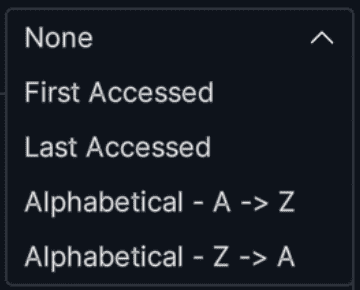 None
First Accessed
Last Accessed
Alphabetical - A -> Z
Alphabetical - Z -> A